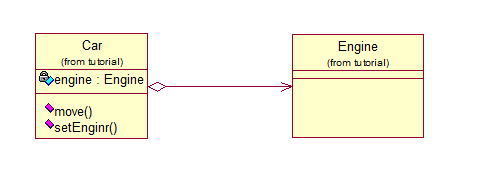 Car
(from tutorial)
engine : Engine
move()
setEnginr()
Engine
(from tutorial)